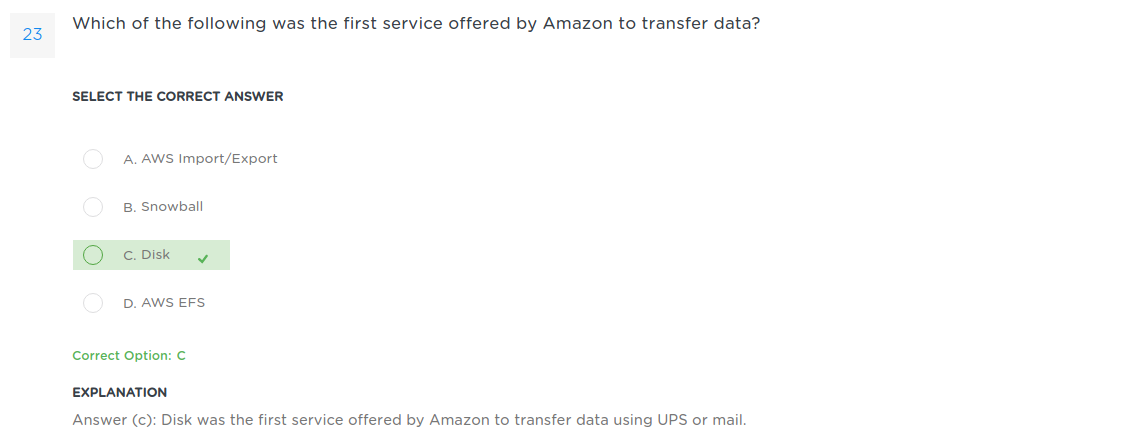 23
Which of the following was the first service offered by Amazon to transfer data?
SELECT THE CORRECT ANSWER
A. AWS Import/Export
B. Snowball
C. Disk
D. AWS EFS
Correct Option: C
EXPLANATION
Answer (c): Disk was the first service offered by Amazon to transfer data using UPS or mail.